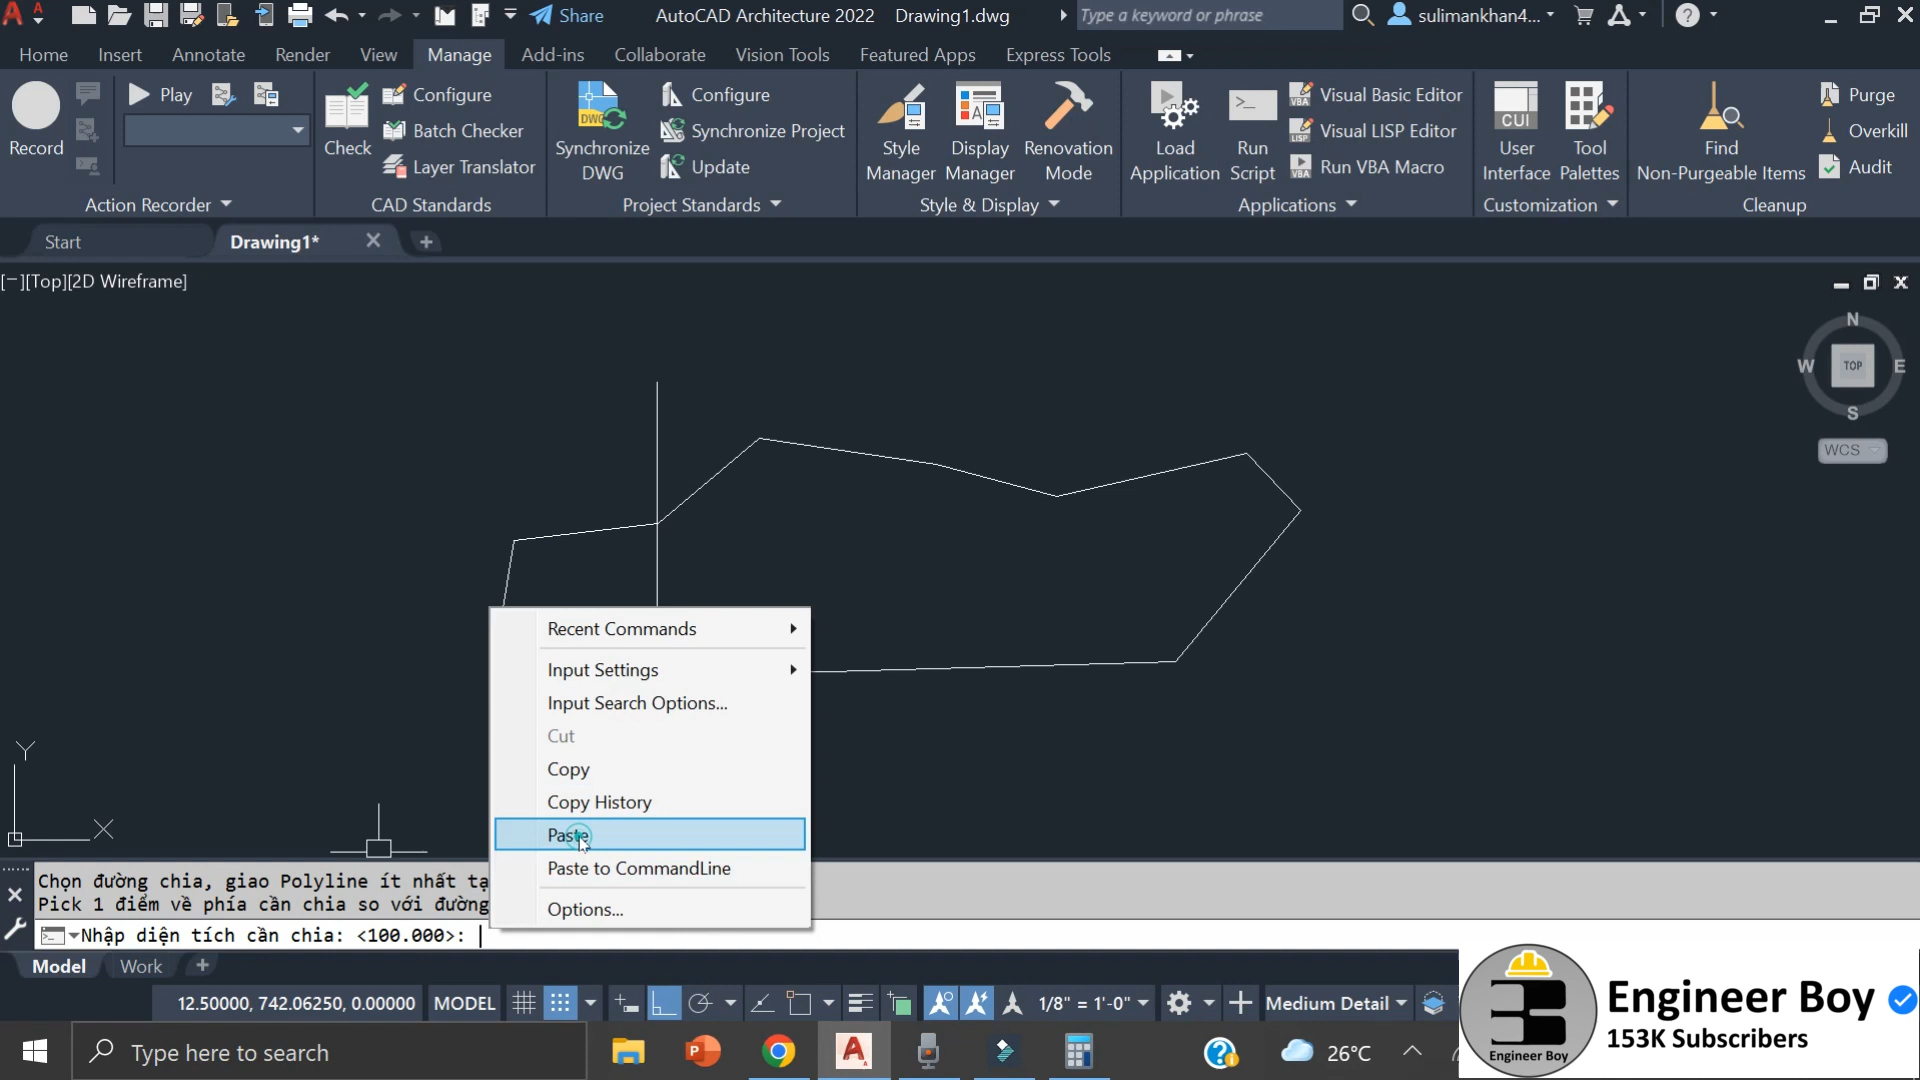 Share
AutoCAD Architecture 2022 Drawing1.dwg
Type a keyword or phrase
sulimankhan4...
Home Insert Annotate Render View Manage Add-ins Collaborate Vision Tools Featured Apps Express Tools
Record
Play
Action Recorder
Check
Configure
Batch Checker
Layer Translator
CAD Standards
DWG
Synchronize
DWG
Configure
Synchronize Project
Update
Project Standards
Style
Manager
Display
Manager
Renovation
Mode
Style & Display
Load
Application
Run
Script
VBA Visual Basic Editor
LISP Visual LISP Editor
VBA Run VBA Macro
Applications
CUI
User
Interface
Tool
Palettes
Customization
Find
Non-Purgeable Items
Purge
Overkill
Audit
Cleanup
Start
Drawing1*
[−][Top][2D Wireframe]
N
W TOP E
S
WCS
Y
X
Recent Commands
Input Settings
Input Search Options...
Cut
Copy
Copy History
Paste
Paste to CommandLine
Options...
Chọn đường chia, giao Polyline ít nhất tạ
Pick 1 điểm về phía cần chia so với đường
Nhập diện tích cần chia: <100.000>:
Model Work
12.50000, 742.06250, 0.00000 MODEL
1/8" = 1'-0"
Medium Detail
Type here to search
26°C
Engineer Boy
Engineer Boy
153K Subscribers